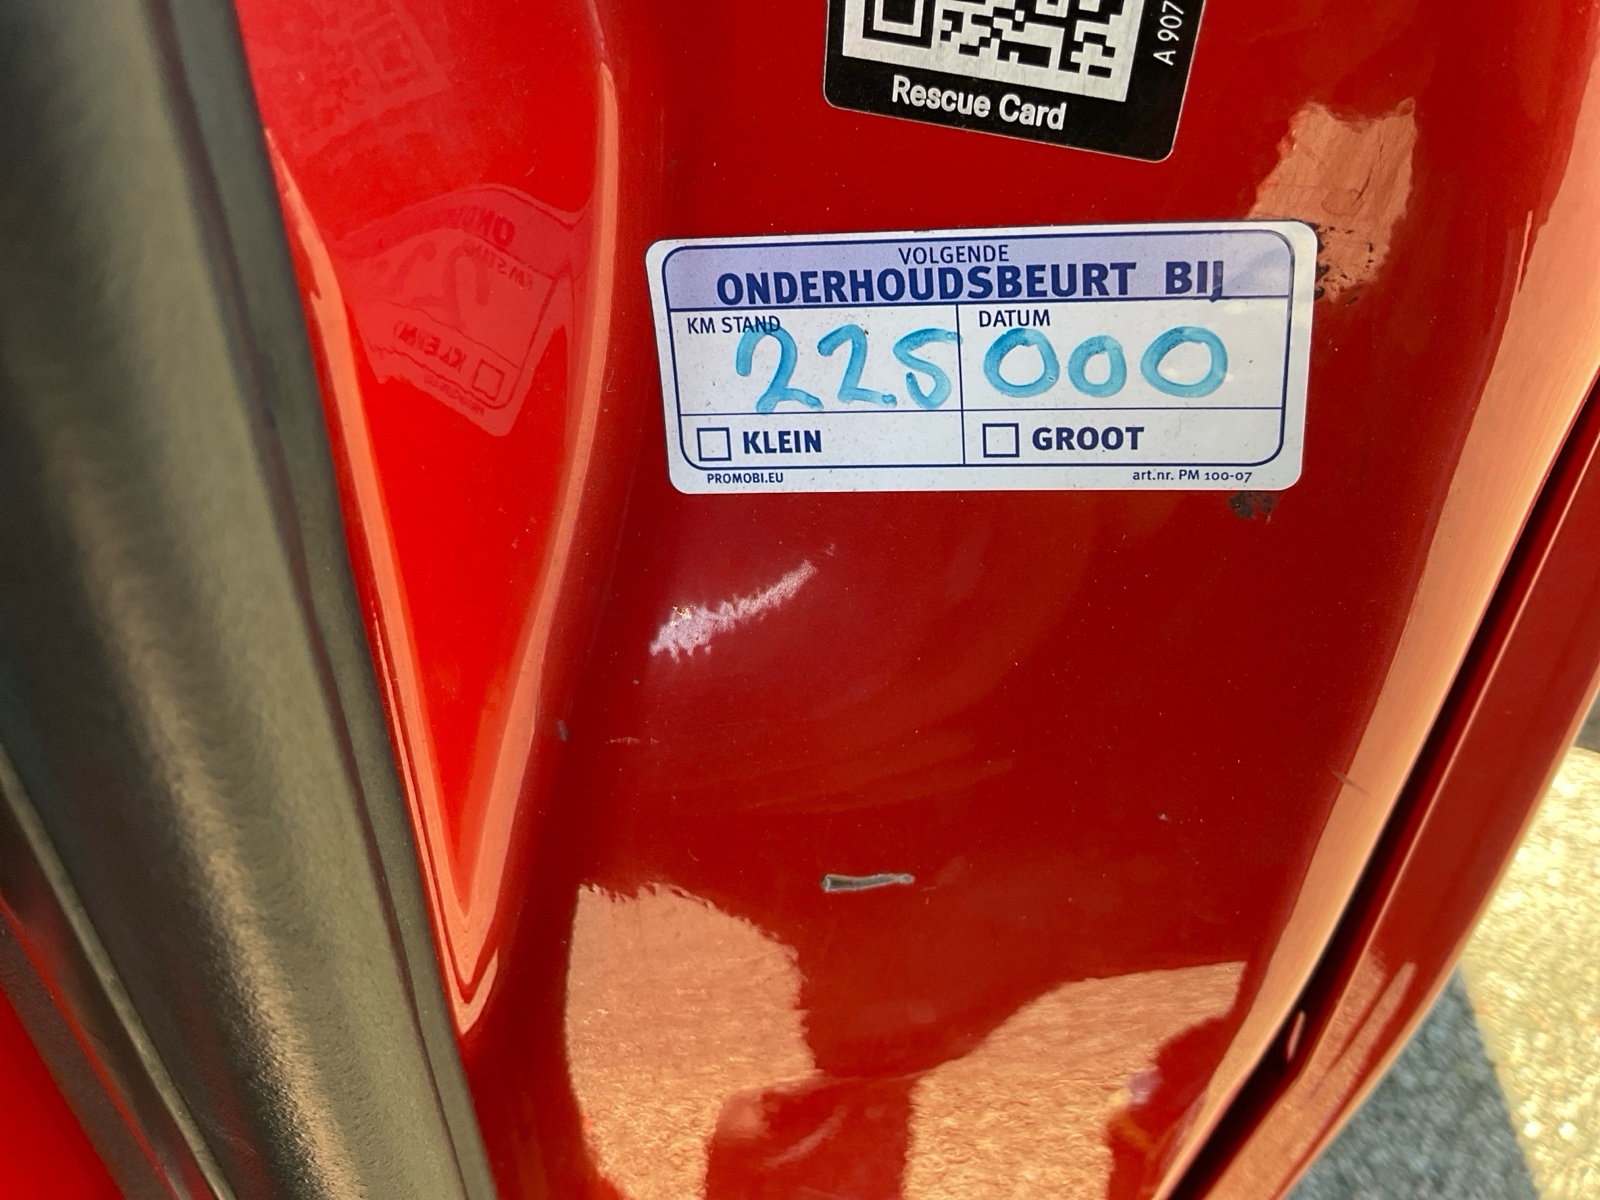 A 907
Rescue Card
VOLGENDE
ONDERHOUDSBEURT BIJ
KM STAND DATUM
225000
KLEIN GROOT
PROMOBI.EU art.nr. PM 100-07